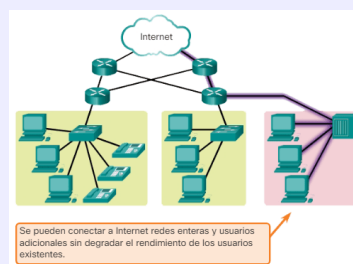 Internet
Se pueden conectar a Internet redes enteras y usuarios
adicionales sin degradar el rendimiento de los usuarios
existentes.